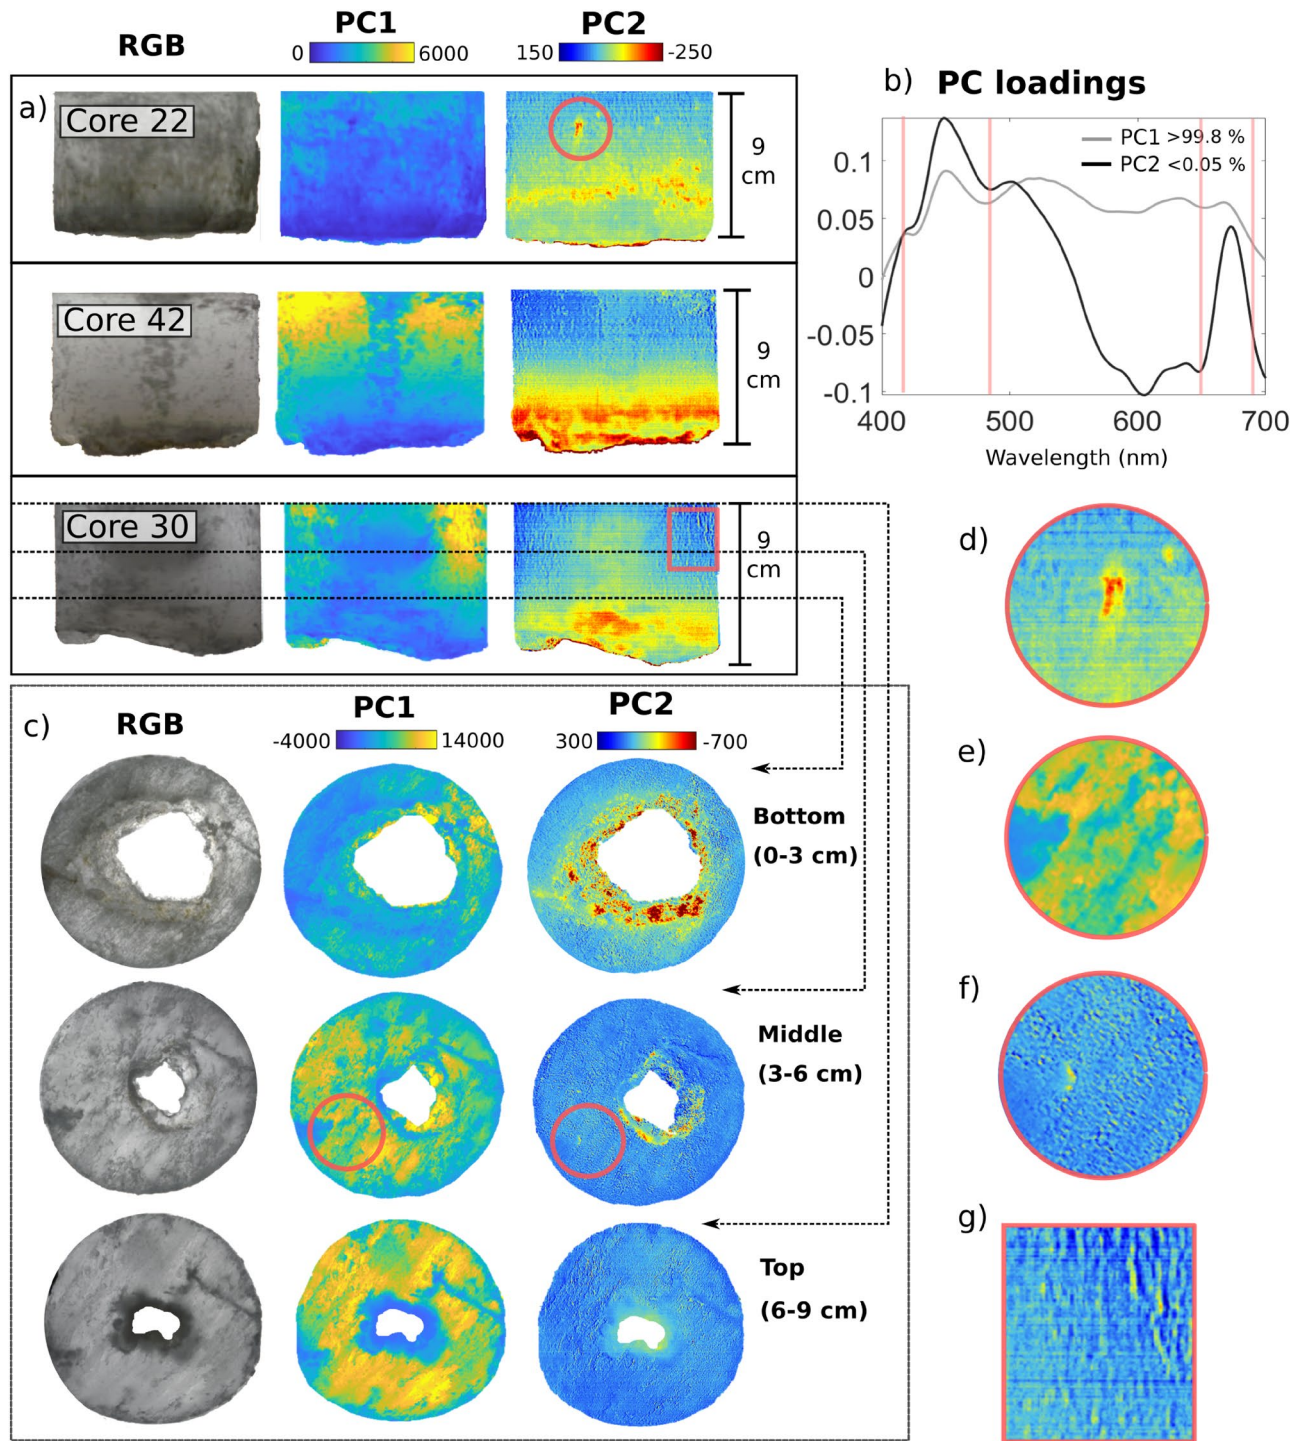 RGB
PC1
0
6000
PC2
150
-250
a)
Core 22
9
cm
Core 42
9
cm
Core 30
9
cm
b)
PC loadings
PC1 >99.8 %
PC2 <0.05 %
0.1
0.05
0
-0.05
-0.1
400
500
600
700
Wavelength (nm)
c)
RGB
PC1
-4000
14000
PC2
300
-700
Bottom
(0-3 cm)
Middle
(3-6 cm)
Top
(6-9 cm)
d)
e)
f)
g)